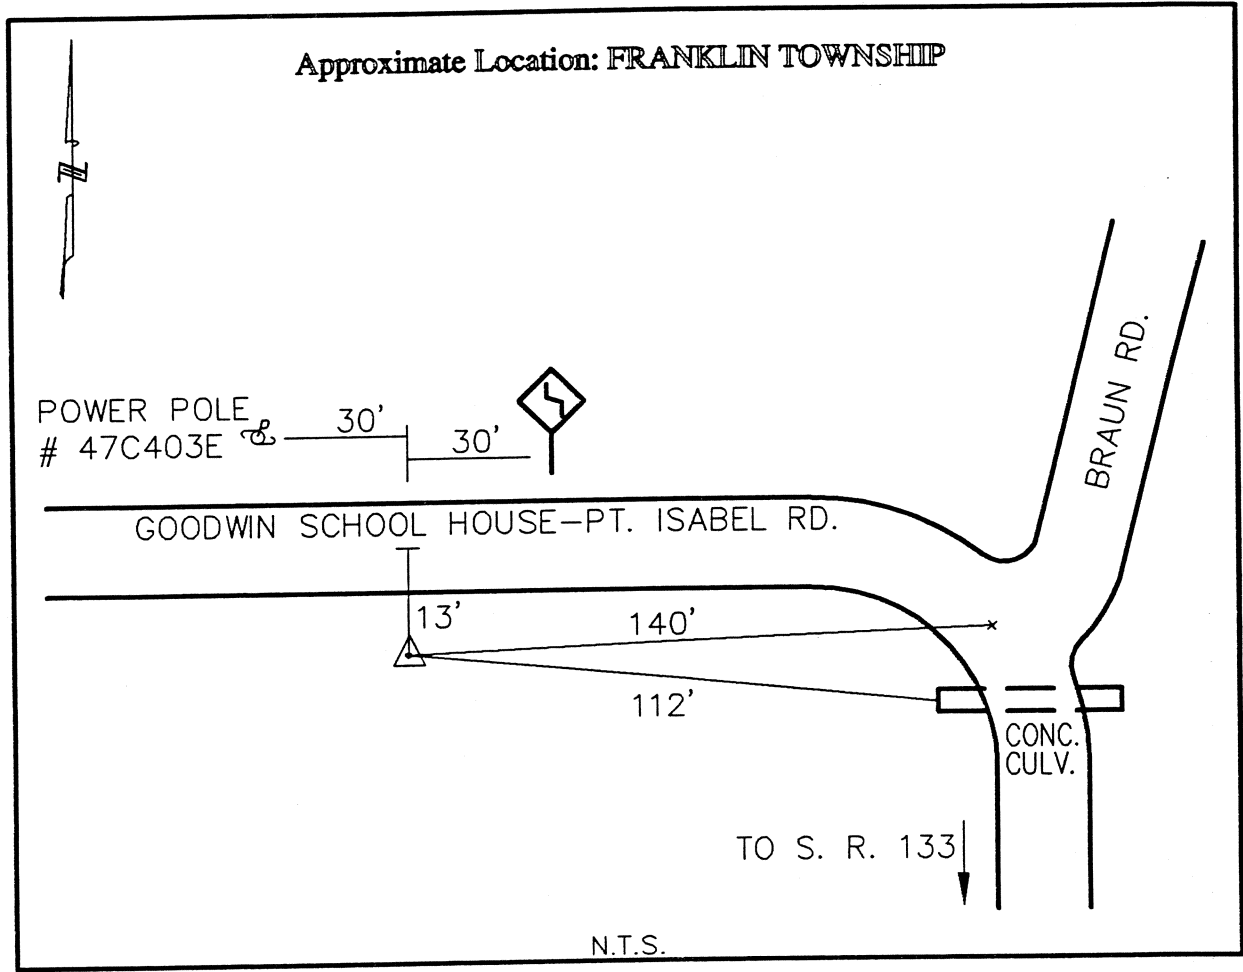 Approximate Location: FRANKLIN TOWNSHIP
N
POWER POLE
# 47C403E
30'
30'
BRAUN RD.
GOODWIN SCHOOL HOUSE-PT. ISABEL RD.
13'
140'
112'
CONC.
CULV.
TO S. R. 133
N.T.S.